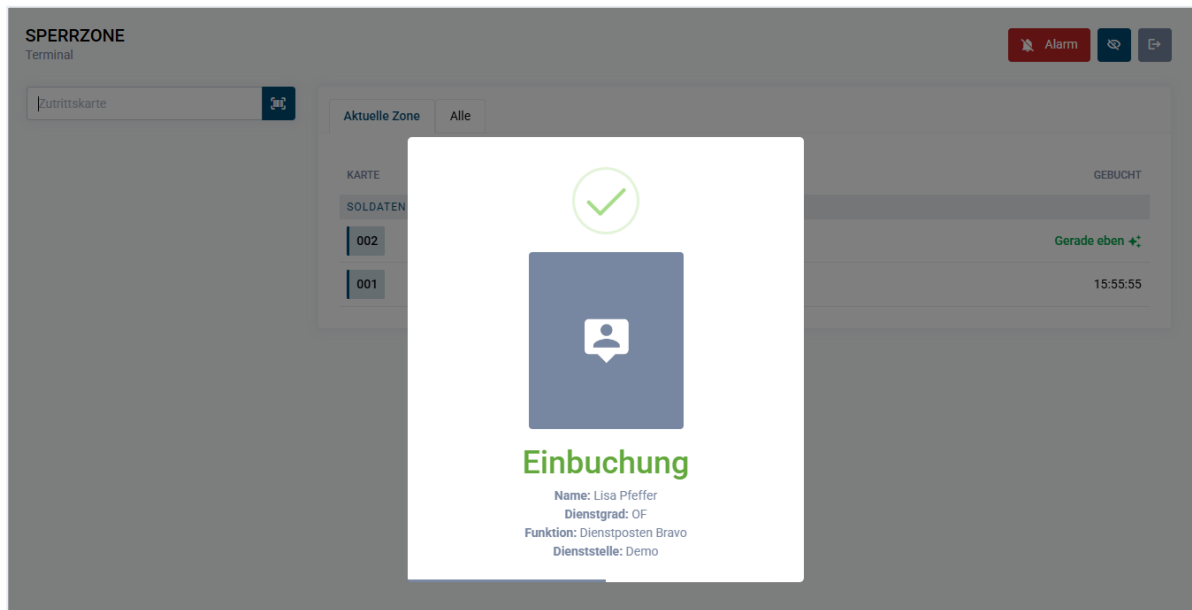 SPERRZONE
Terminal
Alarm
Zutrittskarte
Aktuelle Zone Alle
KARTE GEBUCHT
SOLDATEN
002 Gerade eben
001 15:55:55
Einbuchung
Name: Lisa Pfeffer
Dienstgrad: OF
Funktion: Dienstposten Bravo
Dienststelle: Demo